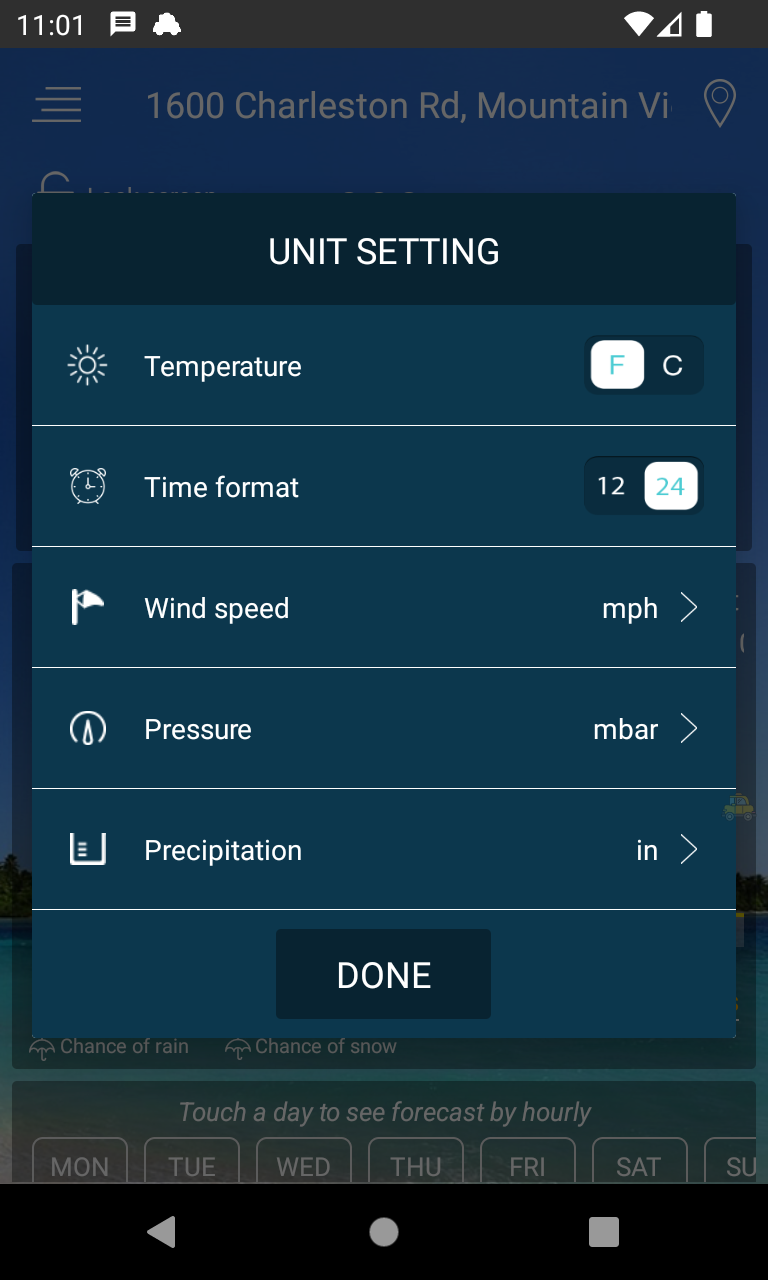 11:01
1600 Charleston Rd, Mountain Vi
UNIT SETTING
Temperature F C
Time format 12 24
Wind speed mph
Pressure mbar
Precipitation in
DONE
Chance of rain Chance of snow
Touch a day to see forecast by hourly
MON TUE WED THU FRI SAT SU